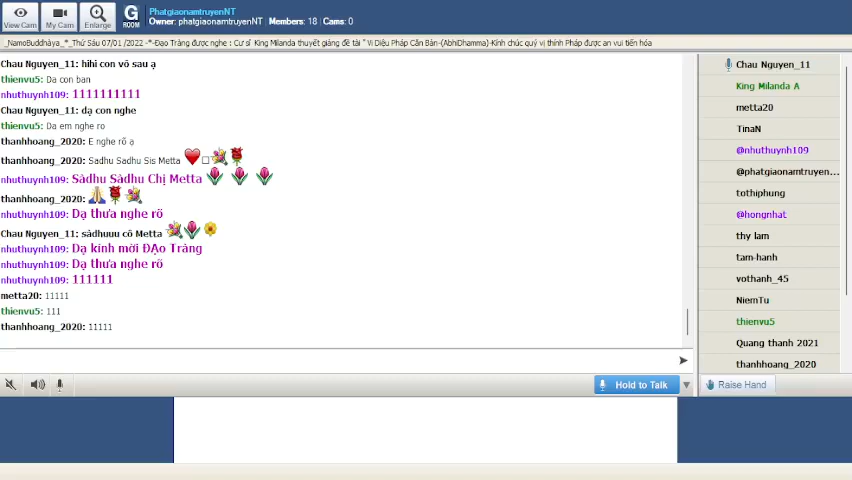 View Cam
My Cam
Enlarge
G
ROOM
PhatgiaonamtruyenNT
Owner: phatgiaonamtruyenNT | Members: 18 | Cams: 0
_NamoBuddhàya_*_Thứ Sáu 07/01 /2022 -*-Đạo Tràng được nghe : Cư sĩ King Milanda thuyết giảng đề tài " Vi Diệu Pháp Căn Bản-(AbhiDhamma)-Kính chúc quý vị thính Pháp được an vui tiến hóa
Chau Nguyen_11: hihi con vô sau ạ
thienvu5: Da con ban
nhuthuynh109: 1111111111
Chau Nguyen_11: dạ con nghe
thienvu5: Da em nghe ro
thanhhoang_2020: E nghe rõ ạ
thanhhoang_2020: Sadhu Sadhu Sis Metta
nhuthuynh109: Sàdhu Sàdhu Chị Metta
thanhhoang_2020:
nhuthuynh109: Dạ thưa nghe rõ
Chau Nguyen_11: sádhuuu cô Metta
nhuthuynh109: Dạ kính mời ĐẠo Tràng
nhuthuynh109: Dạ thưa nghe rõ
nhuthuynh109: 111111
metta20: 11111
thienvu5: 111
thanhhoang_2020: 11111
Chau Nguyen_11
King Milanda A
metta20
TinaN
@nhuthuynh109
@phatgiaonamtruyen...
tothiphung
@hongnhat
thy lam
tam-hanh
vothanh_45
NiemTu
thienvu5
Quang thanh 2021
thanhhoang_2020
Hold to Talk
Raise Hand